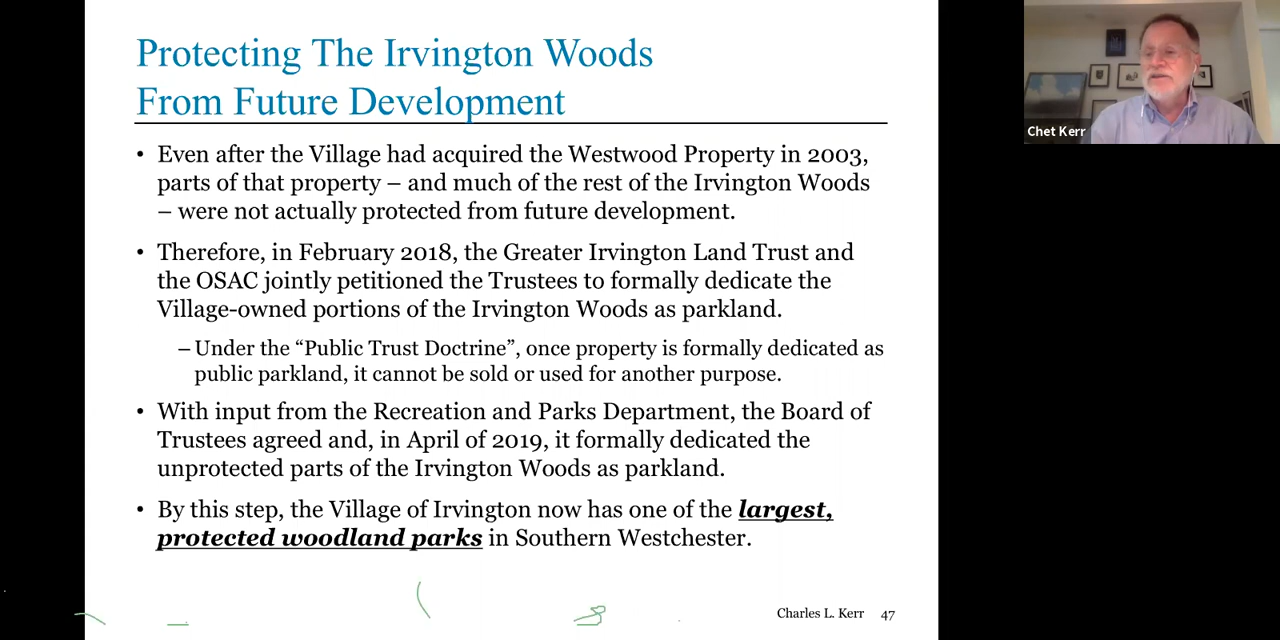 Protecting The Irvington Woods
From Future Development
• Even after the Village had acquired the Westwood Property in 2003,
parts of that property – and much of the rest of the Irvington Woods
– were not actually protected from future development.
• Therefore, in February 2018, the Greater Irvington Land Trust and
the OSAC jointly petitioned the Trustees to formally dedicate the
Village-owned portions of the Irvington Woods as parkland.
– Under the “Public Trust Doctrine”, once property is formally dedicated as
public parkland, it cannot be sold or used for another purpose.
• With input from the Recreation and Parks Department, the Board of
Trustees agreed and, in April of 2019, it formally dedicated the
unprotected parts of the Irvington Woods as parkland.
• By this step, the Village of Irvington now has one of the largest,
protected woodland parks in Southern Westchester.
Charles L. Kerr 47
Chet Kerr